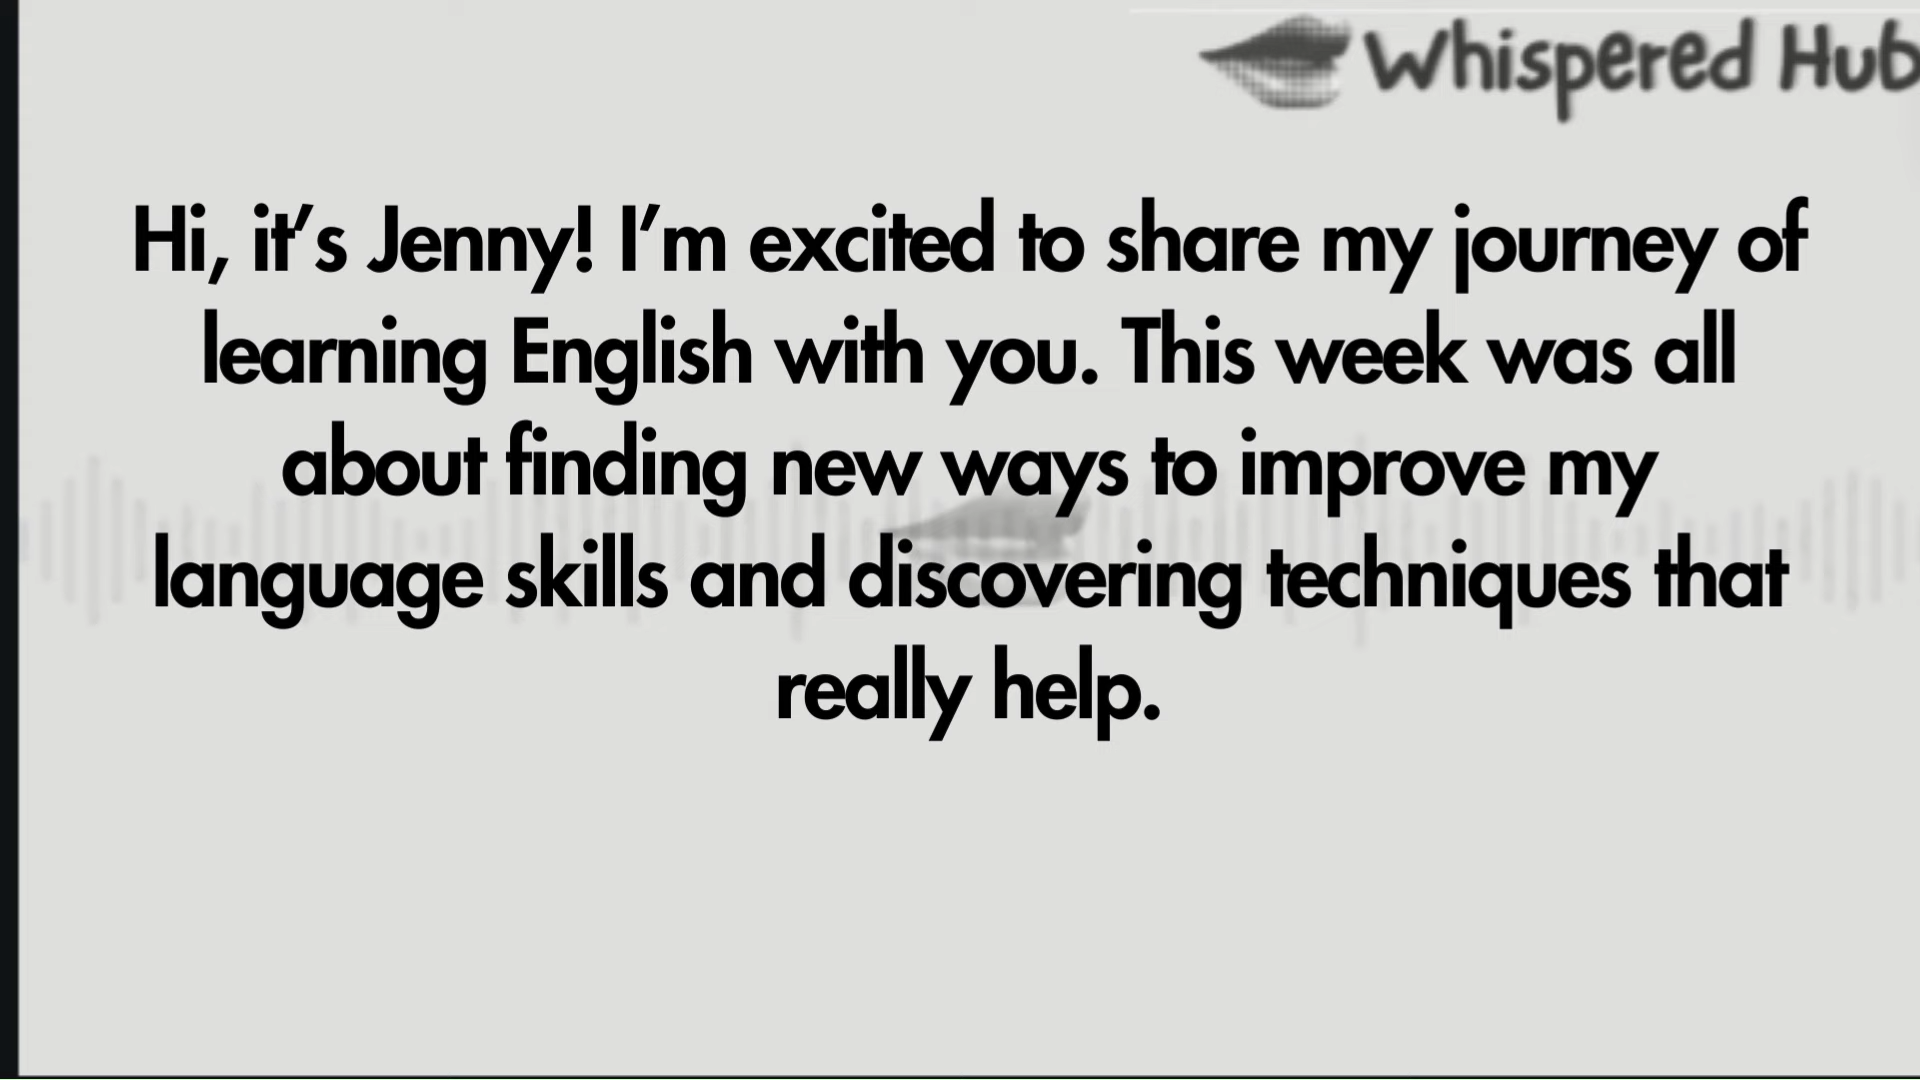 Whispered Hub
Hi, it’s Jenny! I’m excited to share my journey of
learning English with you. This week was all
about finding new ways to improve my
language skills and discovering techniques that
really help.